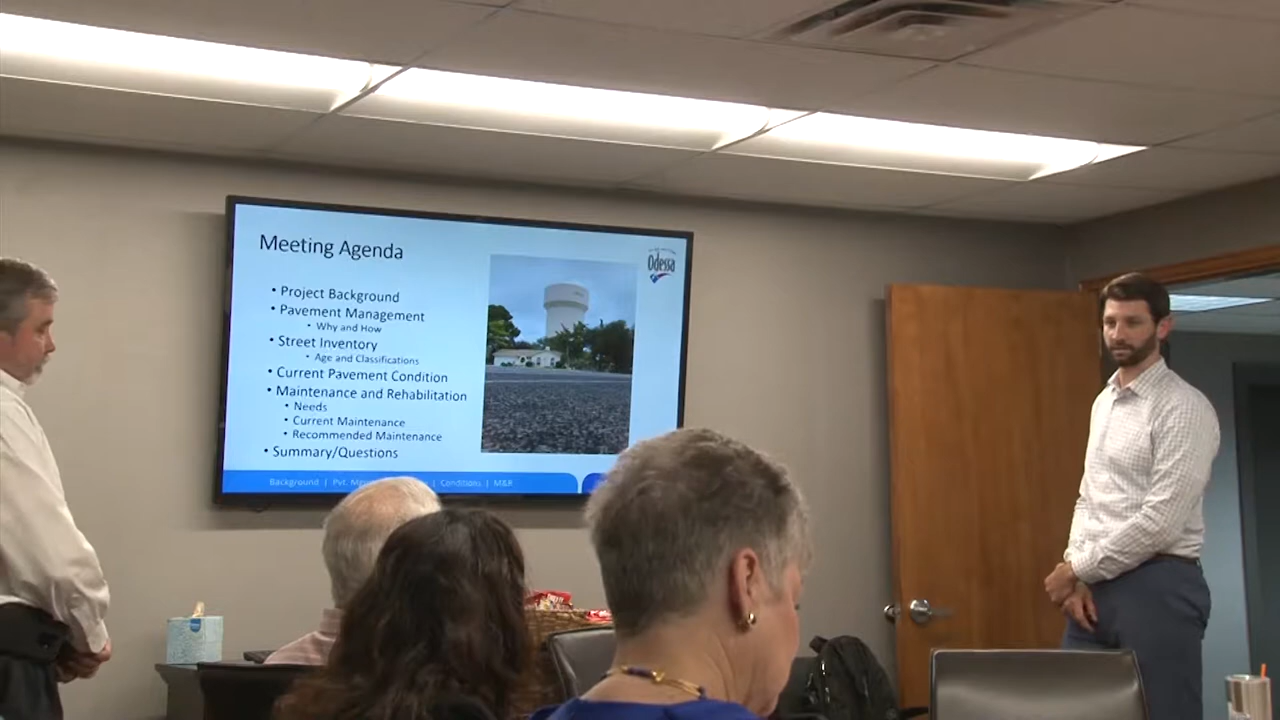 Meeting Agenda
Odessa
• Project Background
• Pavement Management
• Why and How
• Street Inventory
• Age and Classifications
• Current Pavement Condition
• Maintenance and Rehabilitation
• Needs
• Current Maintenance
• Recommended Maintenance
• Summary/Questions
Background | Pvt. | Conditions | M&R